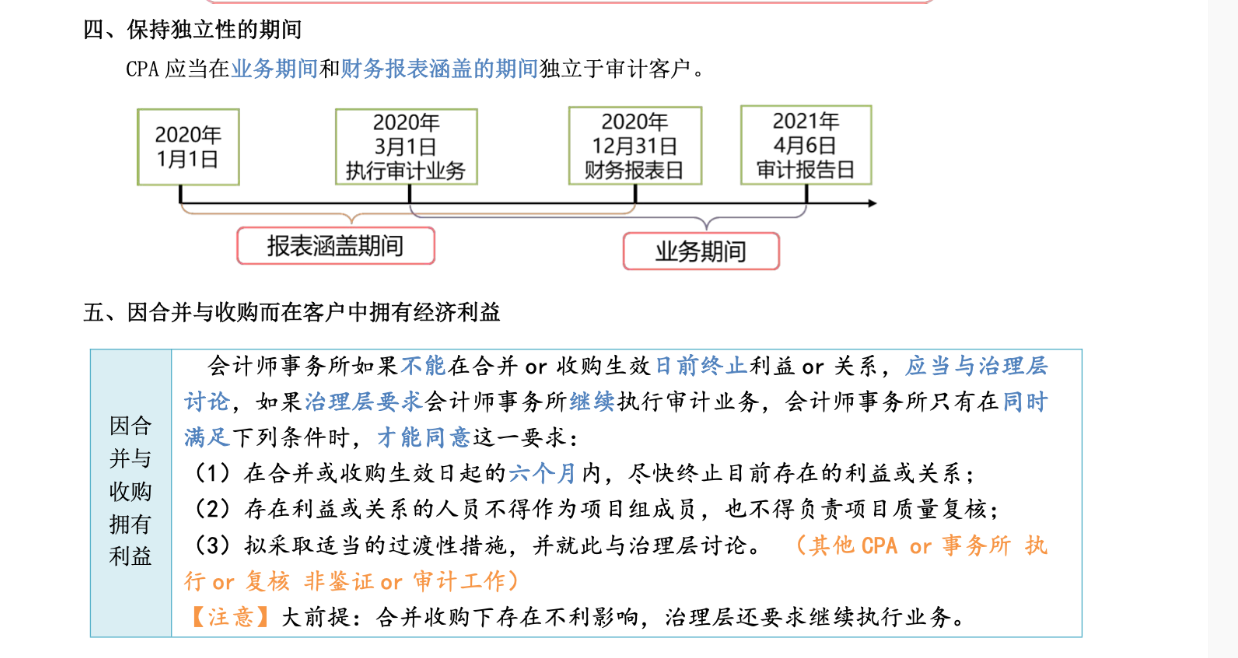 四、保持独立性的期间
CPA 应当在业务期间和财务报表涵盖的期间独立于审计客户。
2020年
1月1日
2020年
3月1日
执行审计业务
2020年
12月31日
财务报表日
2021年
4月6日
审计报告日
报表涵盖期间
业务期间
五、因合并与收购而在客户中拥有经济利益
因合
并与
收购
拥有
利益
会计师事务所如果不能在合并 or 收购生效日前终止利益 or 关系，应当与治理层
讨论，如果治理层要求会计师事务所继续执行审计业务，会计师事务所只有在同时
满足下列条件时，才能同意这一要求：
（1）在合并或收购生效日起的六个月内，尽快终止目前存在的利益或关系；
（2）存在利益或关系的人员不得作为项目组成员，也不得负责项目质量复核；
（3）拟采取适当的过渡性措施，并就此与治理层讨论。（其他 CPA or 事务所 执
行 or 复核 非鉴证 or 审计工作）
【注意】大前提：合并收购下存在不利影响，治理层还要求继续执行业务。